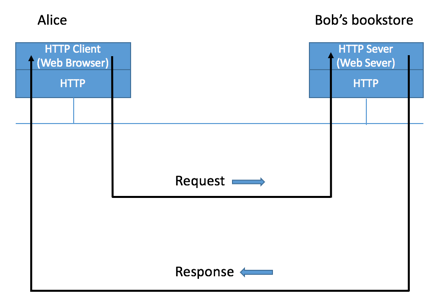 Alice
Bob's bookstore
HTTP Client
(Web Browser)
HTTP
HTTP Sever
(Web Sever)
HTTP
Request
Response